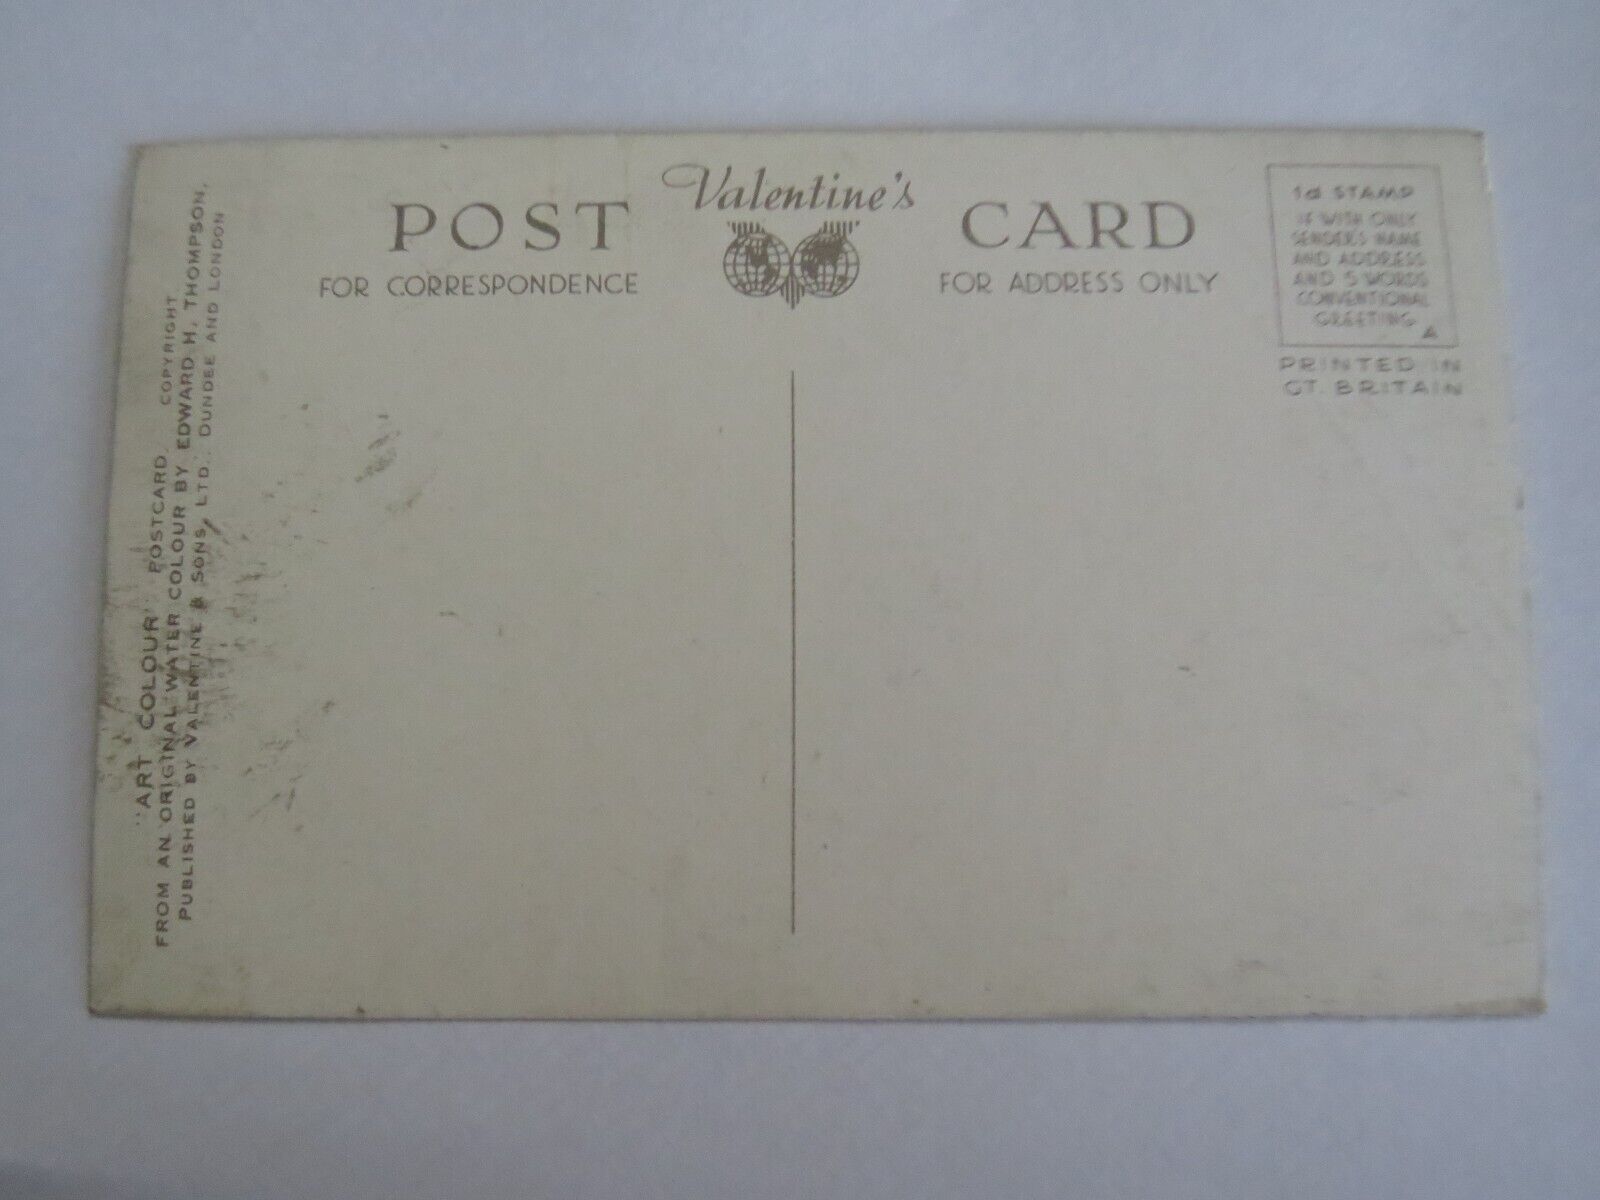 Valentine's
POST CARD
FOR CORRESPONDENCE
FOR ADDRESS ONLY
1d STAMP
IF WITH ONLY
SENDER'S NAME
AND ADDRESS
AND 5 WORDS
CONVENTIONAL
GREETING
A
PRINTED IN
GT. BRITAIN
"ART COLOUR" POSTCARD. COPYRIGHT
FROM AN ORIGINAL WATER COLOUR BY EDWARD H. THOMPSON,
PUBLISHED BY VALENTINE & SONS, LTD., DUNDEE AND LONDON